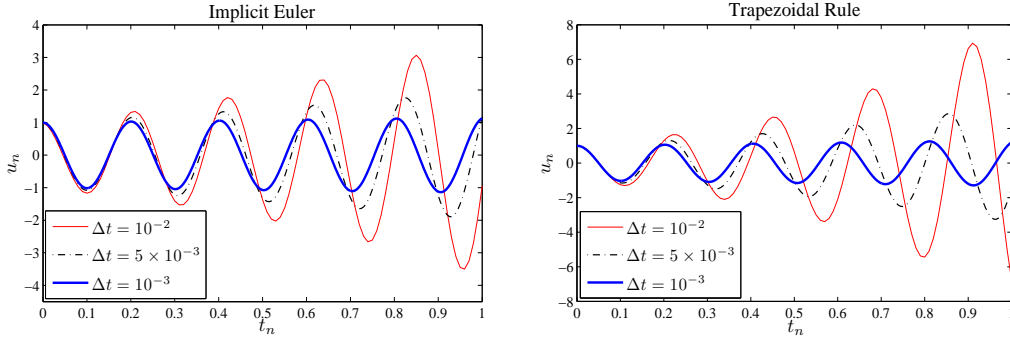 Implicit Euler
4
3
2
1
0
−1
−2
−3
−4
u_n
Δt = 10^{-2}
Δt = 5 × 10^{-3}
Δt = 10^{-3}
0 0.1 0.2 0.3 0.4 0.5 0.6 0.7 0.8 0.9 1
t_n
Trapezoidal Rule
8
6
4
2
0
−2
−4
−6
−8
u_n
Δt = 10^{-2}
Δt = 5 × 10^{-3}
Δt = 10^{-3}
0 0.1 0.2 0.3 0.4 0.5 0.6 0.7 0.8 0.9 1
t_n